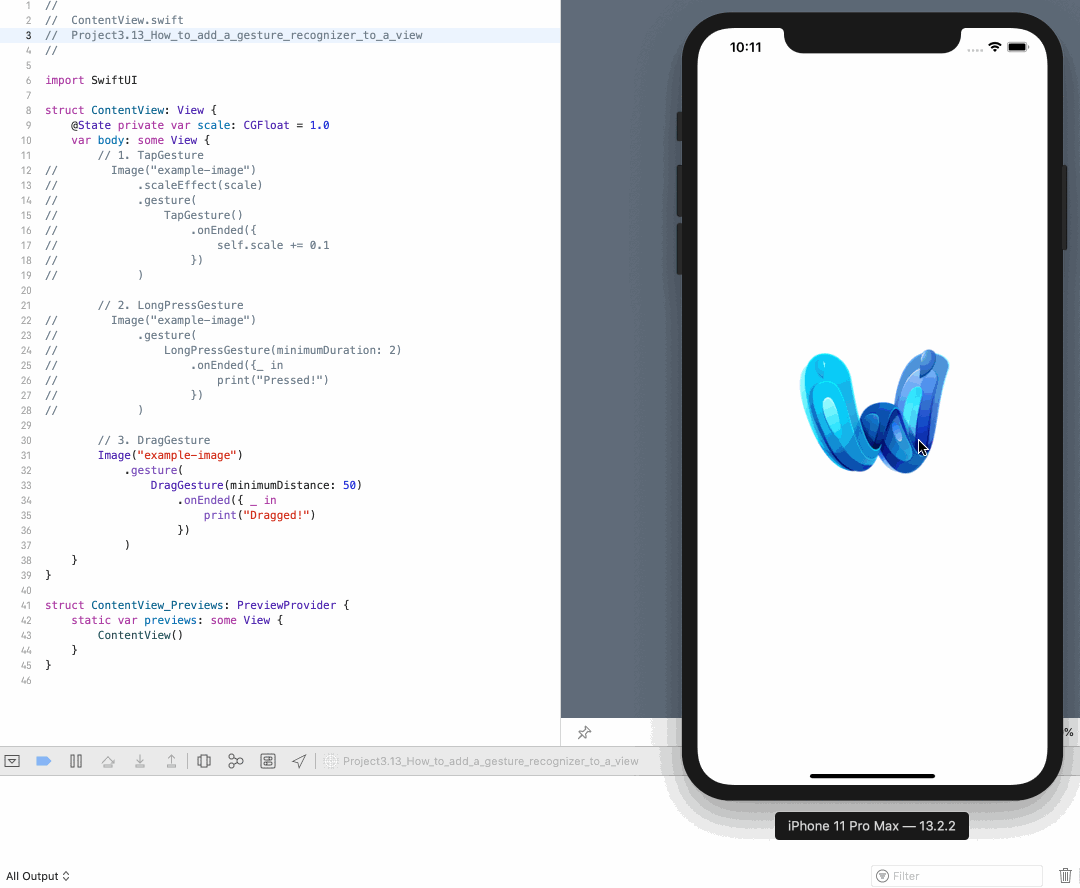 1 //
2 // ContentView.swift
3 // Project3.13_How_to_add_a_gesture_recognizer_to_a_view
4 //
5
6 import SwiftUI
7
8 struct ContentView: View {
9 @State private var scale: CGFloat = 1.0
10 var body: some View {
11 // 1. TapGesture
12 // Image("example-image")
13 // .scaleEffect(scale)
14 // .gesture(
15 // TapGesture()
16 // .onEnded({
17 // self.scale += 0.1
18 // })
19 // )
20
21 // 2. LongPressGesture
22 // Image("example-image")
23 // .gesture(
24 // LongPressGesture(minimumDuration: 2)
25 // .onEnded({_ in
26 // print("Pressed!")
27 // })
28 // )
29
30 // 3. DragGesture
31 Image("example-image")
32 .gesture(
33 DragGesture(minimumDistance: 50)
34 .onEnded({ _ in
35 print("Dragged!")
36 })
37 )
38 }
39 }
40
41 struct ContentView_Previews: PreviewProvider {
42 static var previews: some View {
43 ContentView()
44 }
45 }
46
10:11
%
Project3.13_How_to_add_a_gesture_recognizer_to_a_view
iPhone 11 Pro Max — 13.2.2
All Output
Filter